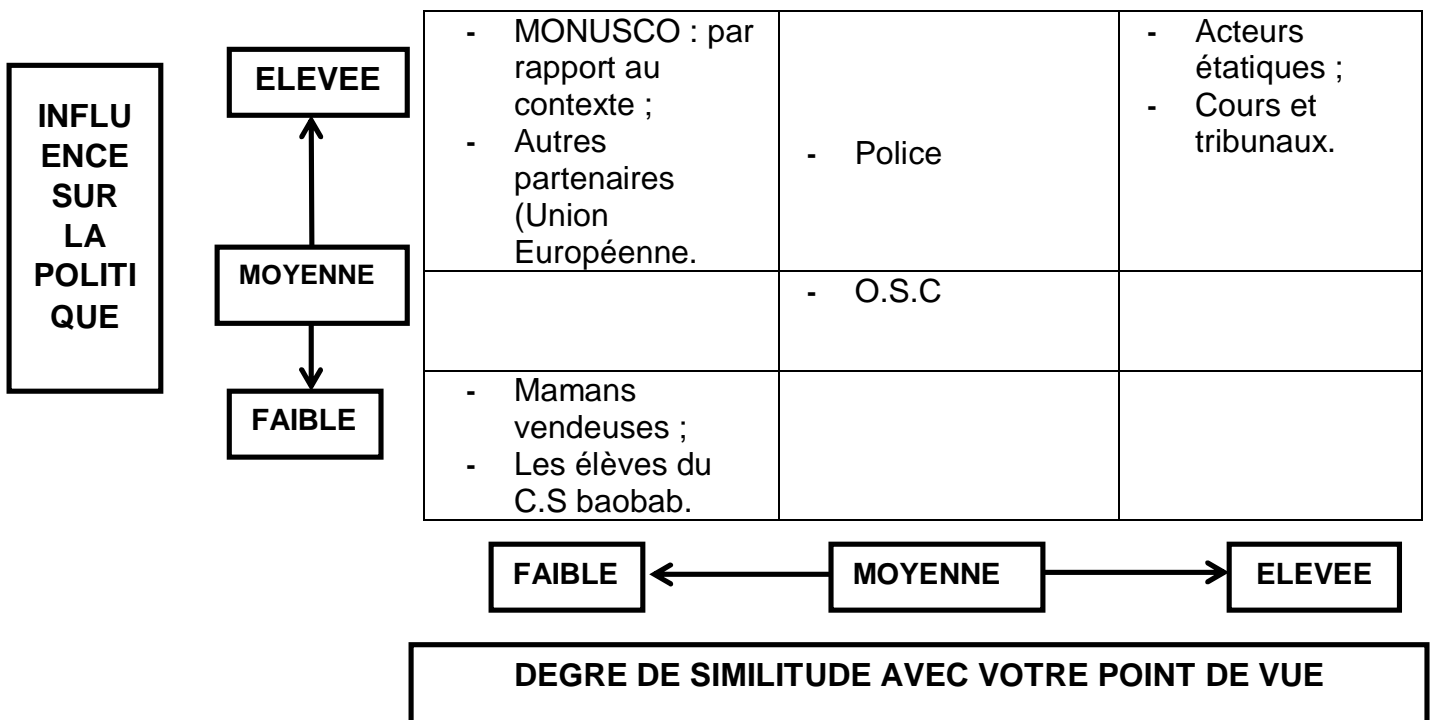 INFLU
ENCE
SUR
LA
POLITI
QUE
ELEVEE
MOYENNE
FAIBLE
- MONUSCO : par
rapport au
contexte ;
- Autres
partenaires
(Union
Européenne.
- Police
- Acteurs
étatiques ;
- Cours et
tribunaux.
- O.S.C
- Mamans
vendeuses ;
- Les élèves du
C.S baobab.
FAIBLE
MOYENNE
ELEVEE
DEGRE DE SIMILITUDE AVEC VOTRE POINT DE VUE